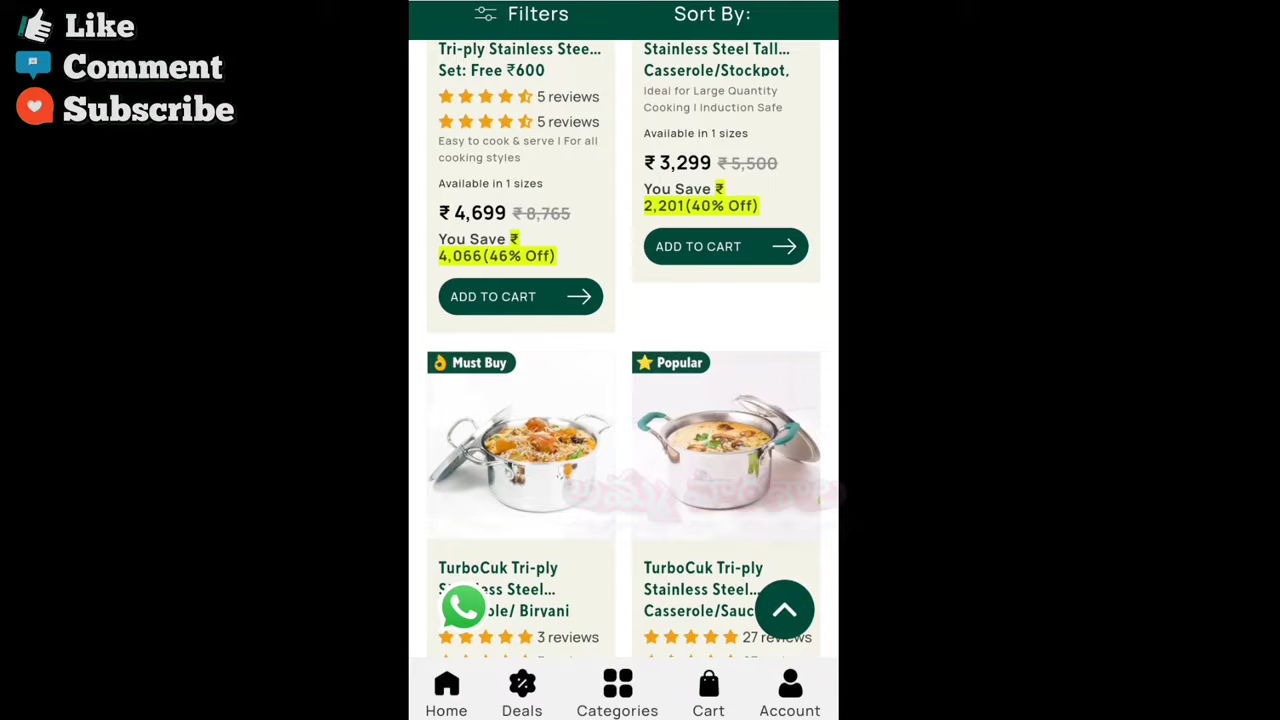 Like
Comment
Subscribe
Filters
Sort By:
Tri-ply Stainless Stee...
Set: Free ₹600
5 reviews
5 reviews
Easy to cook & serve | For all
cooking styles
Available in 1 sizes
₹ 4,699 ₹ 8,765
You Save ₹
4,066(46% Off)
ADD TO CART
Stainless Steel Tall...
Casserole/Stockpot,
Ideal for Large Quantity
Cooking | Induction Safe
Available in 1 sizes
₹ 3,299 ₹ 5,500
You Save ₹
2,201(40% Off)
ADD TO CART
Must Buy
TurboCuk Tri-ply
Steel...
Biryani
3 reviews
Popular
TurboCuk Tri-ply
Stainless Steel...
27 reviews
Home
Deals
Categories
Cart
Account